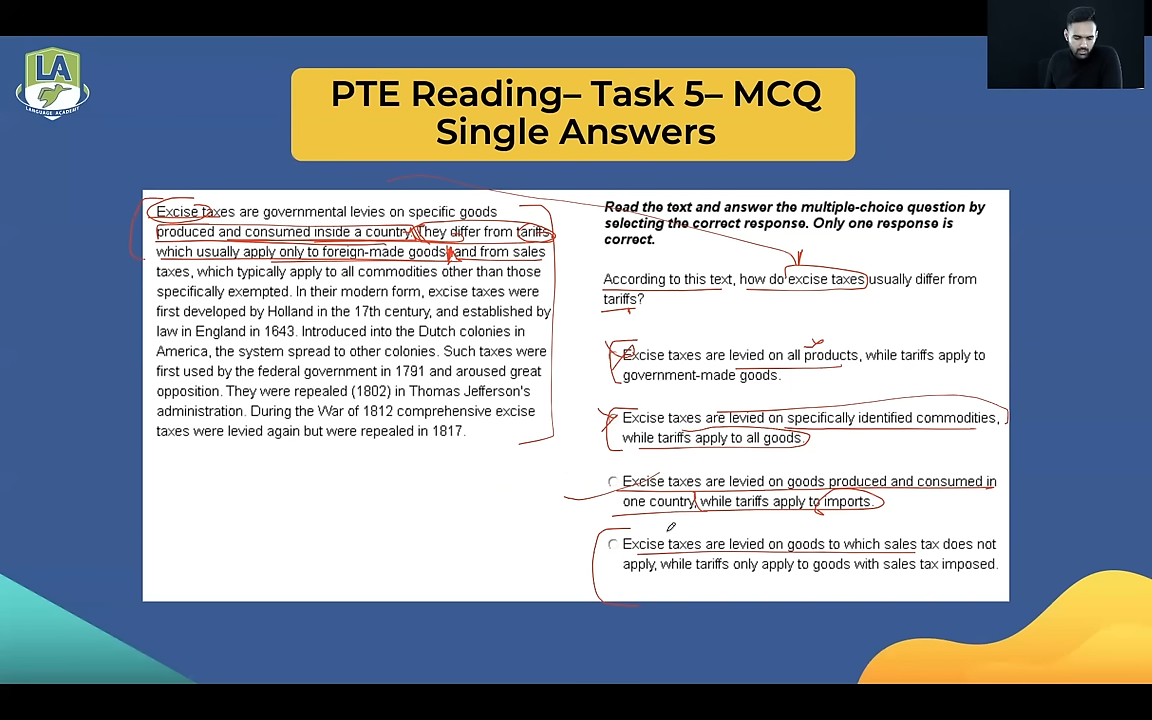 LA
LANGUAGE ACADEMY
PTE Reading– Task 5– MCQ
Single Answers
Excise taxes are governmental levies on specific goods
produced and consumed inside a country. They differ from tariffs
which usually apply only to foreign-made goods, and from sales
taxes, which typically apply to all commodities other than those
specifically exempted. In their modern form, excise taxes were
first developed by Holland in the 17th century, and established by
law in England in 1643. Introduced into the Dutch colonies in
America, the system spread to other colonies. Such taxes were
first used by the federal government in 1791 and aroused great
opposition. They were repealed (1802) in Thomas Jefferson's
administration. During the War of 1812 comprehensive excise
taxes were levied again but were repealed in 1817.
Read the text and answer the multiple-choice question by
selecting the correct response. Only one response is
correct.
According to this text, how do excise taxes usually differ from
tariffs?
Excise taxes are levied on all products, while tariffs apply to
government-made goods.
Excise taxes are levied on specifically identified commodities,
while tariffs apply to all goods.
Excise taxes are levied on goods produced and consumed in
one country, while tariffs apply to imports.
Excise taxes are levied on goods to which sales tax does not
apply, while tariffs only apply to goods with sales tax imposed.